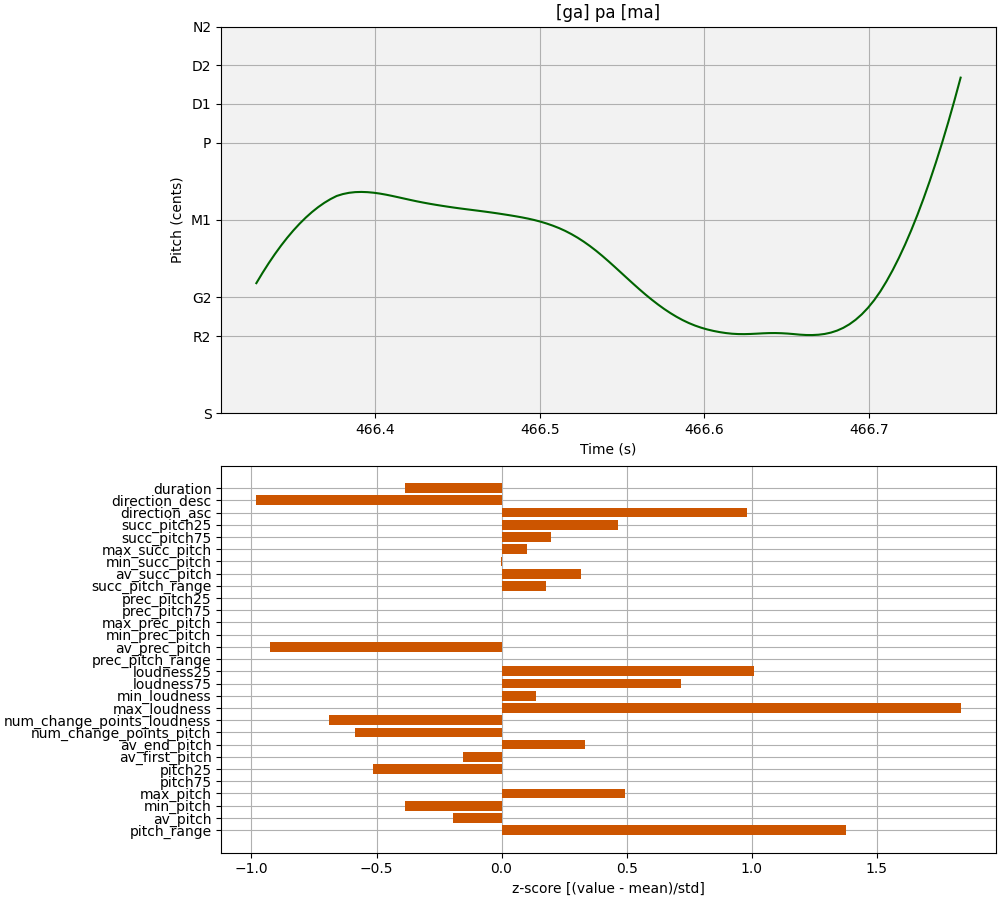 [ga] pa [ma]
N2
D2
D1
P
M1
G2
R2
S
Pitch (cents)
466.4 466.5 466.6 466.7
Time (s)
duration
direction_desc
direction_asc
succ_pitch25
succ_pitch75
max_succ_pitch
min_succ_pitch
av_succ_pitch
succ_pitch_range
prec_pitch25
prec_pitch75
max_prec_pitch
min_prec_pitch
av_prec_pitch
prec_pitch_range
loudness25
loudness75
min_loudness
max_loudness
num_change_points_loudness
num_change_points_pitch
av_end_pitch
av_first_pitch
pitch25
pitch75
max_pitch
min_pitch
av_pitch
pitch_range
−1.0 −0.5 0.0 0.5 1.0 1.5
z-score [(value - mean)/std]